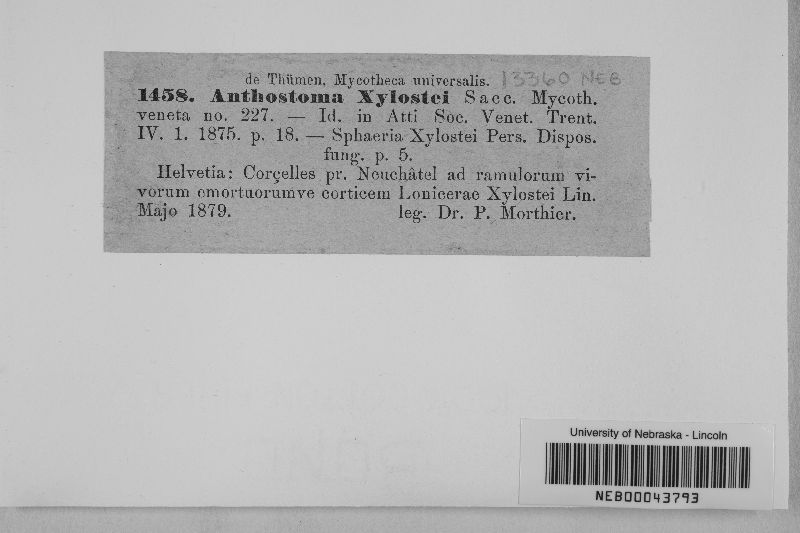 de Thümen, Mycotheca universalis. 13360 NEB
1458. Anthostoma Xylostei Sacc. Mycoth.
veneta no. 227. — Id. in Atti Soc. Venet. Trent.
IV. 1. 1875. p. 18. — Sphaeria Xylostei Pers. Dispos.
fung. p. 5.
Helvetia: Corçelles pr. Neuchâtel ad ramulorum vi-
vorum emortuorumve corticem Lonicerae Xylostei Lin.
Majo 1879. leg. Dr. P. Morthier.
University of Nebraska - Lincoln
NEB00043793